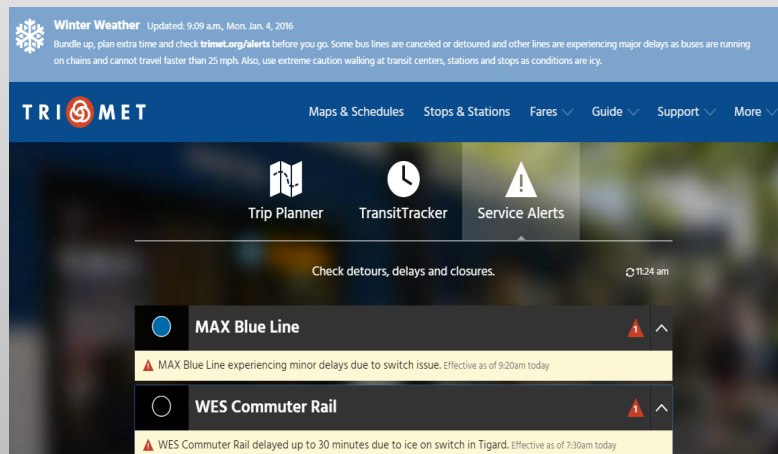 Winter Weather Updated: 9:09 a.m., Mon. Jan. 4, 2016
Bundle up, plan extra time and check trimet.org/alerts before you go. Some bus lines are canceled or detoured and other lines are experiencing major delays as buses are running
on chains and cannot travel faster than 25 mph. Also, use extreme caution walking at transit centers, stations and stops as conditions are icy.
TRI MET Maps & Schedules Stops & Stations Fares Guide Support More
Trip Planner TransitTracker Service Alerts
Check detours, delays and closures. 11:24 am
MAX Blue Line 1
MAX Blue Line experiencing minor delays due to switch issue. Effective as of 9:20am today
WES Commuter Rail 1
WES Commuter Rail delayed up to 30 minutes due to ice on switch in Tigard. Effective as of 7:30am today